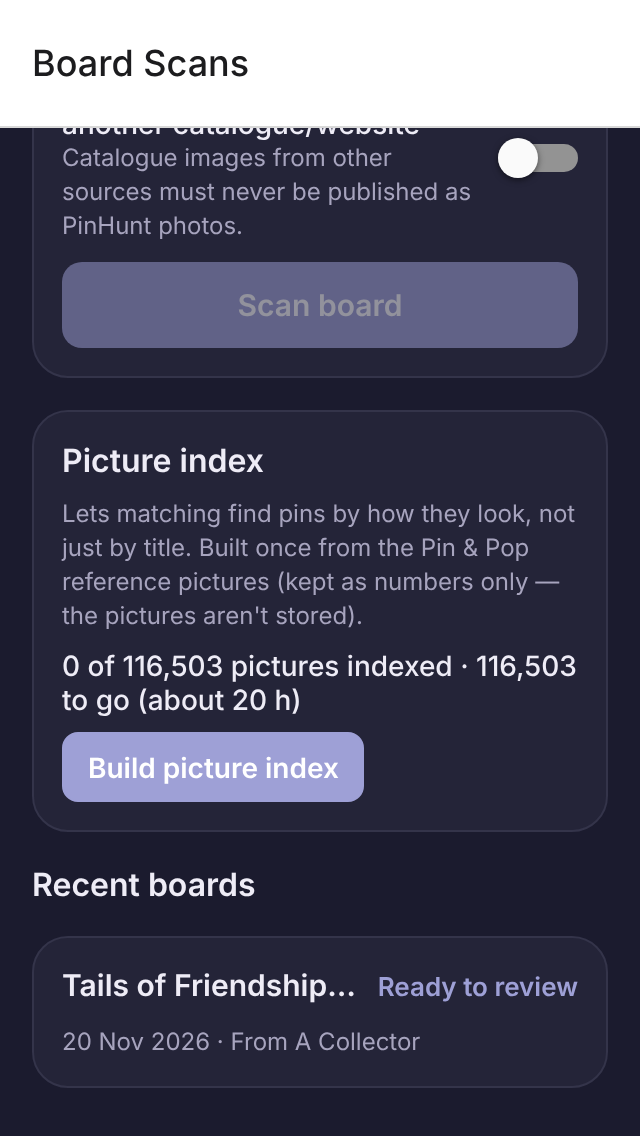 Board Scans
another catalogue/website
Catalogue images from other
sources must never be published as
PinHunt photos.
Scan board
Picture index
Lets matching find pins by how they look, not
just by title. Built once from the Pin & Pop
reference pictures (kept as numbers only —
the pictures aren't stored).
0 of 116,503 pictures indexed · 116,503
to go (about 20 h)
Build picture index
Recent boards
Tails of Friendship...
Ready to review
20 Nov 2026 · From A Collector